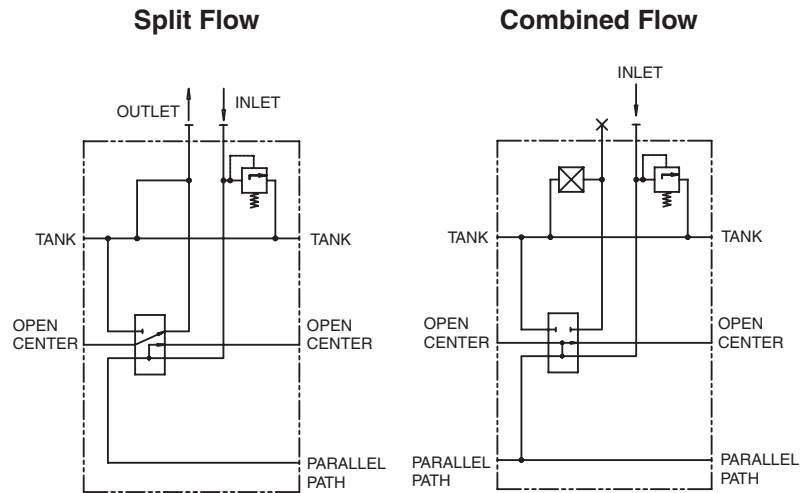 Split Flow
Combined Flow
OUTLET
INLET
TANK
TANK
OPEN
CENTER
OPEN
CENTER
PARALLEL
PATH
INLET
TANK
TANK
OPEN
CENTER
OPEN
CENTER
PARALLEL
PATH
PARALLEL
PATH